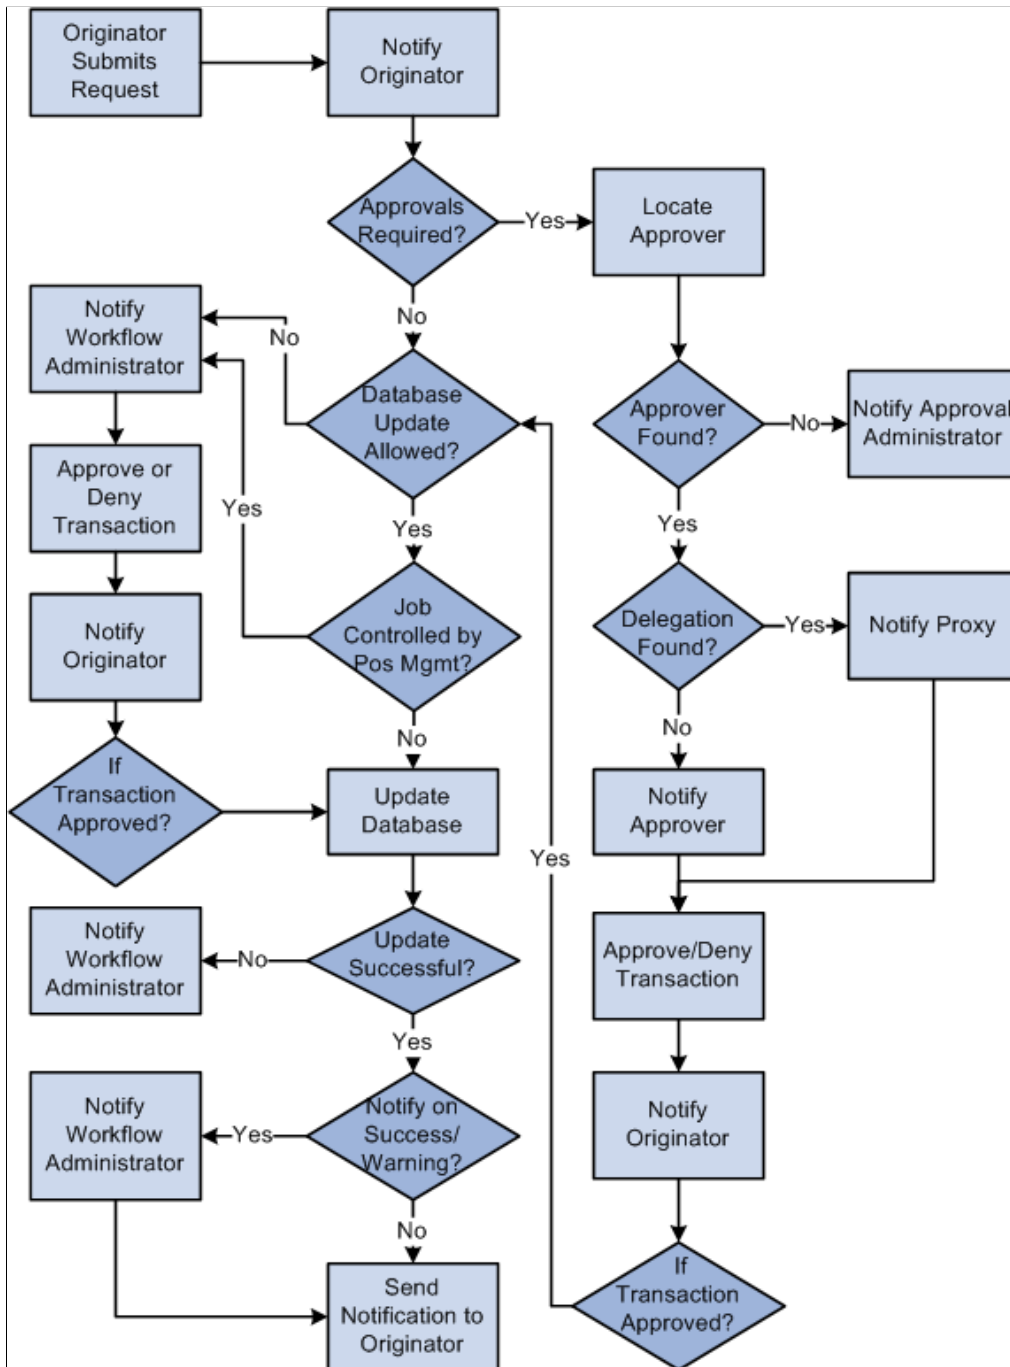 Originator
Submits
Request
Notify
Originator
Approvals
Required?
Yes
Locate
Approver
No
Notify
Workflow
Administrator
No
Database
Update
Allowed?
Approver
Found?
No
Notify Approval
Administrator
Approve or
Deny
Transaction
Yes
Yes
Yes
Notify
Originator
Job
Controlled by
Pos Mgmt?
Delegation
Found?
Yes
Notify Proxy
No
No
If
Transaction
Approved?
Update
Database
Notify
Approver
Yes
Notify
Workflow
Administrator
No
Update
Successful?
Approve/Deny
Transaction
Yes
Notify
Workflow
Administrator
Yes
Notify on
Success/
Warning?
Notify
Originator
No
Send
Notification to
Originator
If
Transaction
Approved?